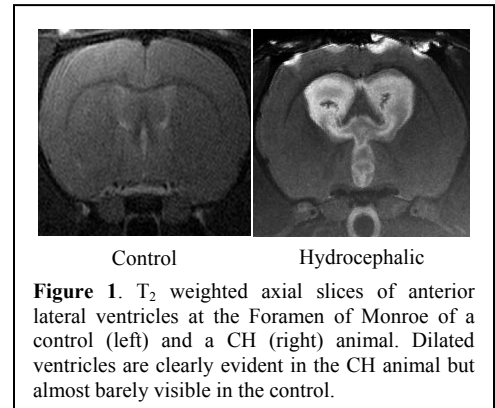 Control Hydrocephalic
Figure 1. T2 weighted axial slices of anterior
lateral ventricles at the Foramen of Monroe of a
control (left) and a CH (right) animal. Dilated
ventricles are clearly evident in the CH animal but
almost barely visible in the control.